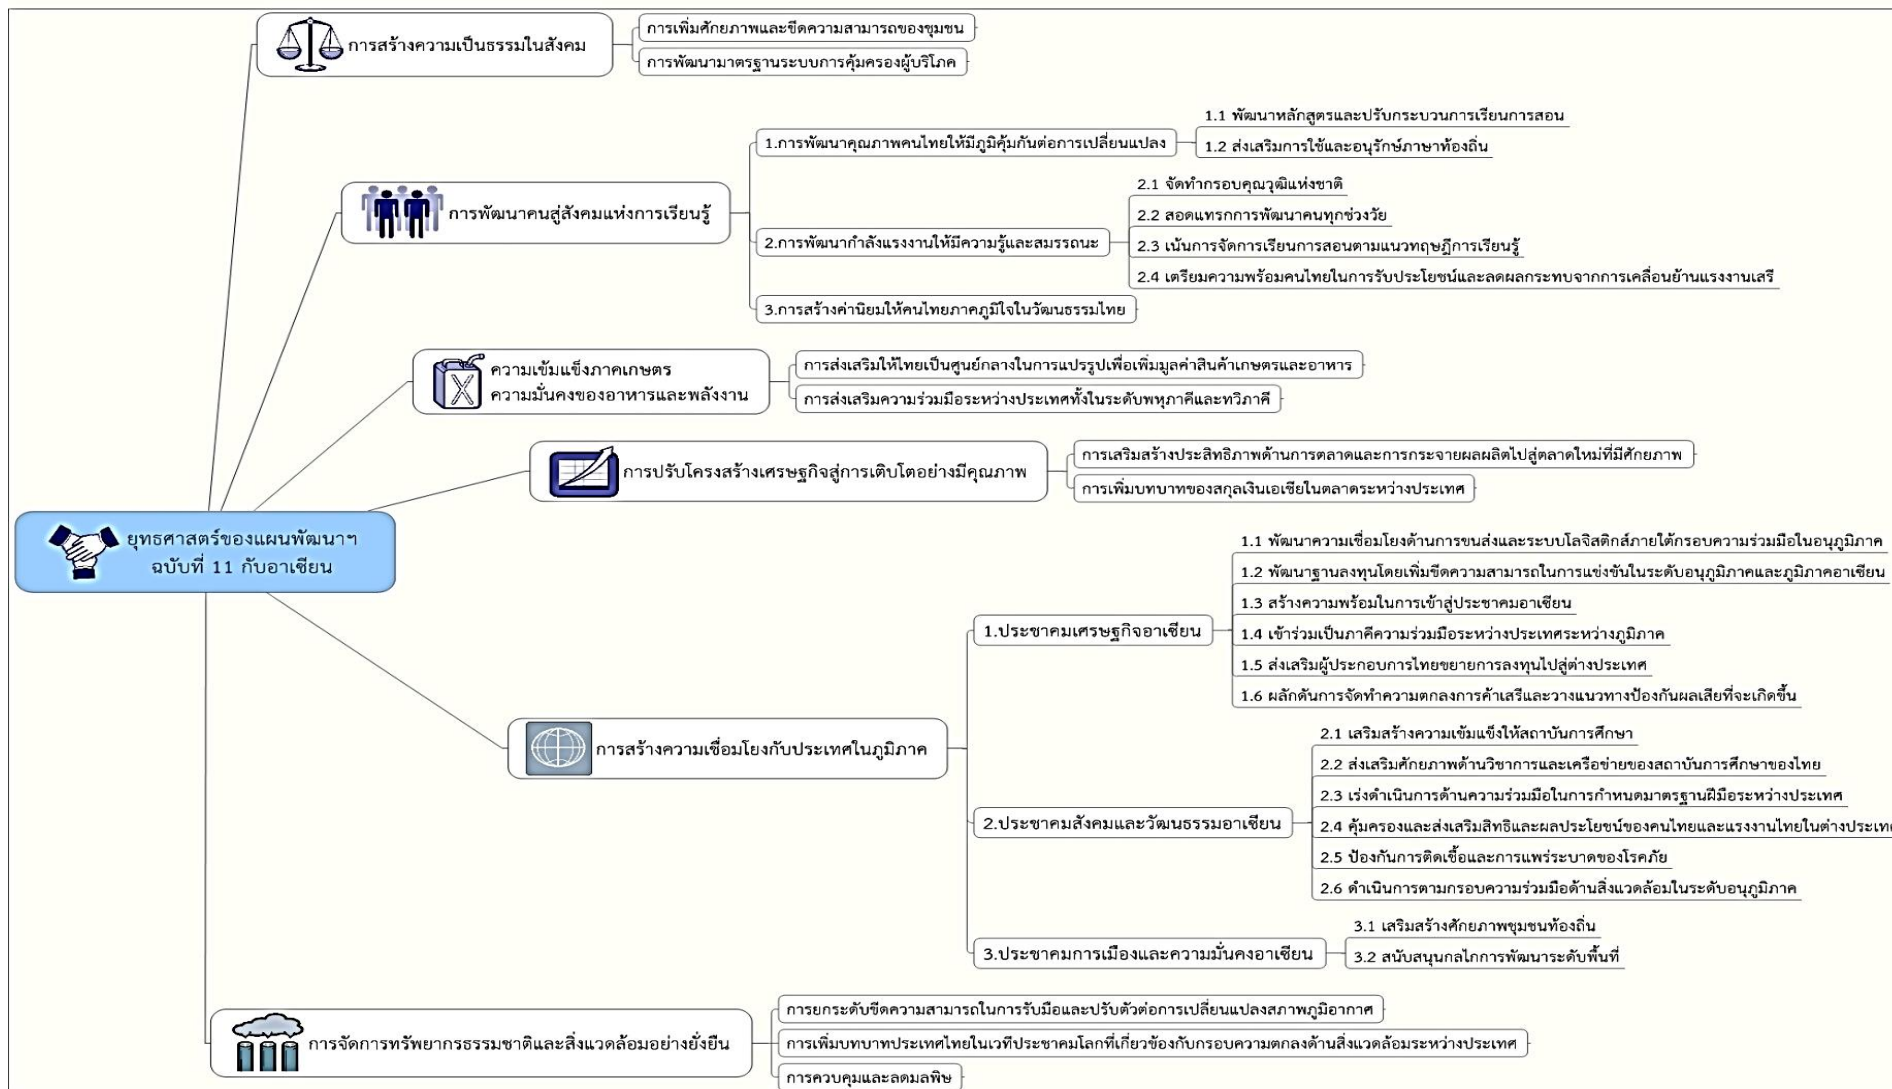 การสร้างความเป็นธรรมในสังคม
การเพิ่มศักยภาพและขีดความสามารถของชุมชน
การพัฒนามาตรฐานระบบการคุ้มครองผู้บริโภค
การพัฒนาคนสู่สังคมแห่งการเรียนรู้
1.การพัฒนาคุณภาพคนไทยให้มีภูมิคุ้มกันต่อการเปลี่ยนแปลง
1.1 พัฒนาหลักสูตรและปรับกระบวนการเรียนการสอน
1.2 ส่งเสริมการใช้และอนุรักษ์ภาษาท้องถิ่น
2.การพัฒนากำลังแรงงานให้มีความรู้และสมรรถนะ
2.1 จัดทำกรอบคุณวุฒิแห่งชาติ
2.2 สอดแทรกการพัฒนาคนทุกช่วงวัย
2.3 เน้นการจัดการเรียนการสอนตามแนวทฤษฎีการเรียนรู้
2.4 เตรียมความพร้อมคนไทยในการรับประโยชน์และลดผลกระทบจากการเคลื่อนย้านแรงงานเสรี
3.การสร้างค่านิยมให้คนไทยภาคภูมิใจในวัฒนธรรมไทย
ความเข้มแข็งภาคเกษตร
ความมั่นคงของอาหารและพลังงาน
การส่งเสริมให้ไทยเป็นศูนย์กลางในการแปรรูปเพื่อเพิ่มมูลค่าสินค้าเกษตรและอาหาร
การส่งเสริมความร่วมมือระหว่างประเทศทั้งในระดับพหุภาคีและทวิภาคี
การปรับโครงสร้างเศรษฐกิจสู่การเติบโตอย่างมีคุณภาพ
การเสริมสร้างประสิทธิภาพด้านการตลาดและการกระจายผลผลิตไปสู่ตลาดใหม่ที่มีศักยภาพ
การเพิ่มบทบาทของสกุลเงินเอเชียในตลาดระหว่างประเทศ
ยุทธศาสตร์ของแผนพัฒนาฯ
ฉบับที่ 11 กับอาเซียน
การสร้างความเชื่อมโยงกับประเทศในภูมิภาค
1.ประชาคมเศรษฐกิจอาเซียน
1.1 พัฒนาความเชื่อมโยงด้านการขนส่งและระบบโลจิสติกส์ภายใต้กรอบความร่วมมือในอนุภูมิภาค
1.2 พัฒนาฐานลงทุนโดยเพิ่มขีดความสามารถในการแข่งขันในระดับอนุภูมิภาคและภูมิภาคอาเซียน
1.3 สร้างความพร้อมในการเข้าสู่ประชาคมอาเซียน
1.4 เข้าร่วมเป็นภาคีความร่วมมือระหว่างประเทศระหว่างภูมิภาค
1.5 ส่งเสริมผู้ประกอบการไทยขยายการลงทุนไปสู่ต่างประเทศ
1.6 ผลักดันการจัดทำความตกลงการค้าเสรีและวางแนวทางป้องกันผลเสียที่จะเกิดขึ้น
2.ประชาคมสังคมและวัฒนธรรมอาเซียน
2.1 เสริมสร้างความเข้มแข็งให้สถาบันการศึกษา
2.2 ส่งเสริมศักยภาพด้านวิชาการและเครือข่ายของสถาบันการศึกษาของไทย
2.3 เร่งดำเนินการด้านความร่วมมือในการกำหนดมาตรฐานฝีมือระหว่างประเทศ
2.4 คุ้มครองและส่งเสริมสิทธิและผลประโยชน์ของคนไทยและแรงงานไทยในต่างประเท
2.5 ป้องกันการติดเชื้อและการแพร่ระบาดของโรคภัย
2.6 ดำเนินการตามกรอบความร่วมมือด้านสิ่งแวดล้อมในระดับอนุภูมิภาค
3.ประชาคมการเมืองและความมั่นคงอาเซียน
3.1 เสริมสร้างศักยภาพชุมชนท้องถิ่น
3.2 สนับสนุนกลไกการพัฒนาระดับพื้นที่
การจัดการทรัพยากรธรรมชาติและสิ่งแวดล้อมอย่างยั่งยืน
การยกระดับขีดความสามารถในการรับมือและปรับตัวต่อการเปลี่ยนแปลงสภาพภูมิอากาศ
การเพิ่มบทบาทประเทศไทยในเวทีประชาคมโลกที่เกี่ยวข้องกับกรอบความตกลงด้านสิ่งแวดล้อมระหว่างประเทศ
การควบคุมและลดมลพิษ